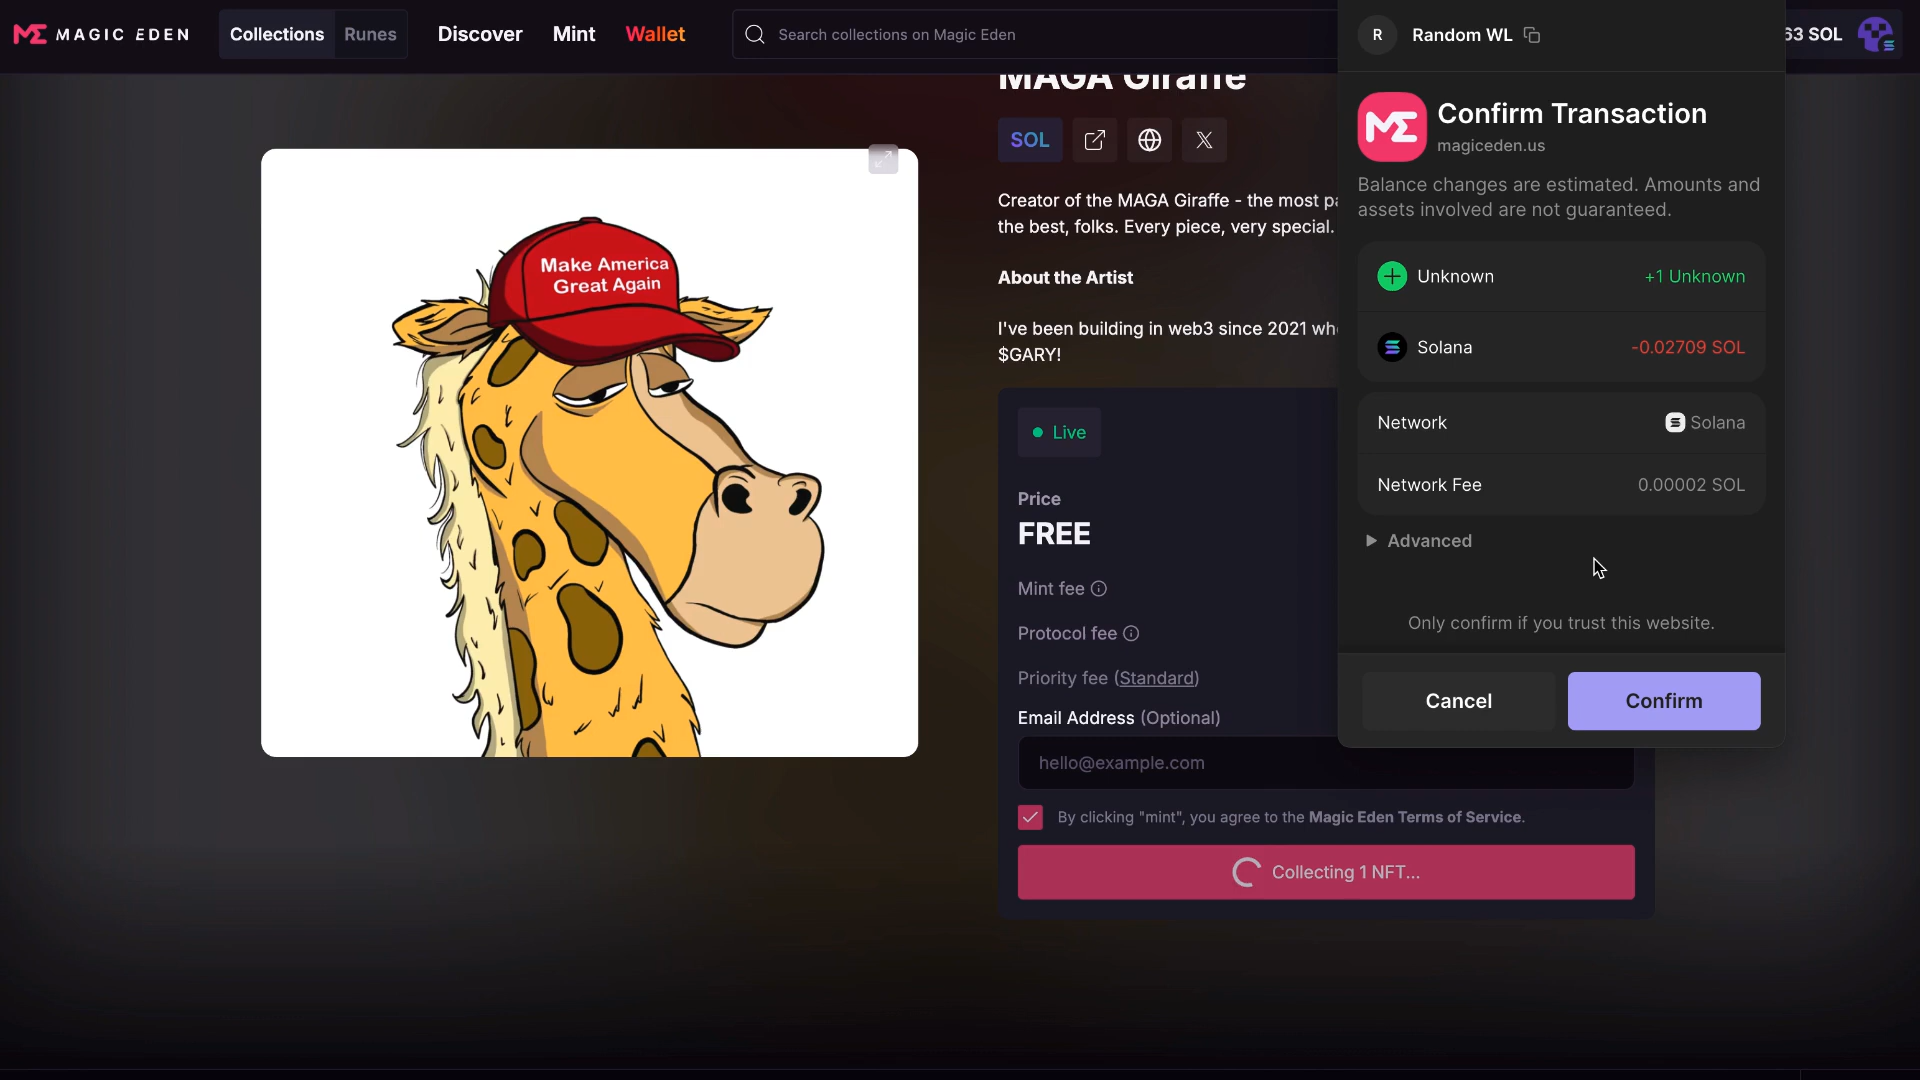 MAGIC EDEN
Collections
Runes
Discover
Mint
Wallet
Search collections on Magic Eden
63 SOL
MAGA Giraffe
SOL
Creator of the MAGA Giraffe - the most
the best, folks. Every piece, very special.
About the Artist
I've been building in web3 since 2021
$GARY!
Live
Price
FREE
Mint fee
Protocol fee
Priority fee (Standard)
Email Address (Optional)
hello@example.com
By clicking "mint", you agree to the Magic Eden Terms of Service.
Collecting 1 NFT...
Make America
Great Again
R
Random WL
Confirm Transaction
magiceden.us
Balance changes are estimated. Amounts and
assets involved are not guaranteed.
Unknown
+1 Unknown
Solana
-0.02709 SOL
Network
Solana
Network Fee
0.00002 SOL
Advanced
Only confirm if you trust this website.
Cancel
Confirm